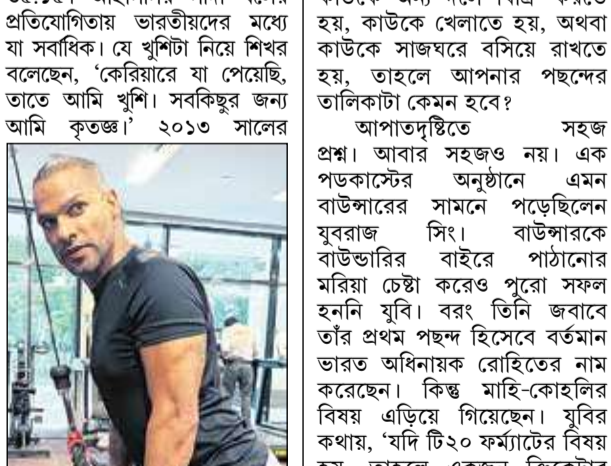 প্রতিযোগিতায় ভারতীয়দের মধ্যে
যা সর্বাধিক। যে খুশিটা নিয়ে শিখর
বলেছেন, ‘কেরিয়ারে যা পেয়েছি,
তাতে আমি খুশি। সবকিছুর জন্য
আমি কৃতজ্ঞ।’ ২০১৩ সালের
হয়, কাউকে খেলাতে হয়, অথবা
কাউকে সাজঘরে বসিয়ে রাখতে
হয়, তাহলে আপনার পছন্দের
তালিকাটা কেমন হবে?
আপাতদৃষ্টিতে সহজ
প্রশ্ন। আবার সহজও নয়। এক
পডকাস্টের অনুষ্ঠানে এমন
বাউন্সারের সামনে পড়েছিলেন
যুবরাজ সিং। বাউন্সারকে
বাউন্ডারির বাইরে পাঠানোর
মরিয়া চেষ্টা করেও পুরো সফল
হননি যুবি। বরং তিনি জবাবে
তাঁর প্রথম পছন্দ হিসেবে বর্তমান
ভারত অধিনায়ক রোহিতের নাম
করেছেন। কিন্তু মাহি-কোহলির
বিষয় এড়িয়ে গিয়েছেন। যুবির
কথায়, ‘যদি টি২০ ফর্ম্যাটের বিষয়